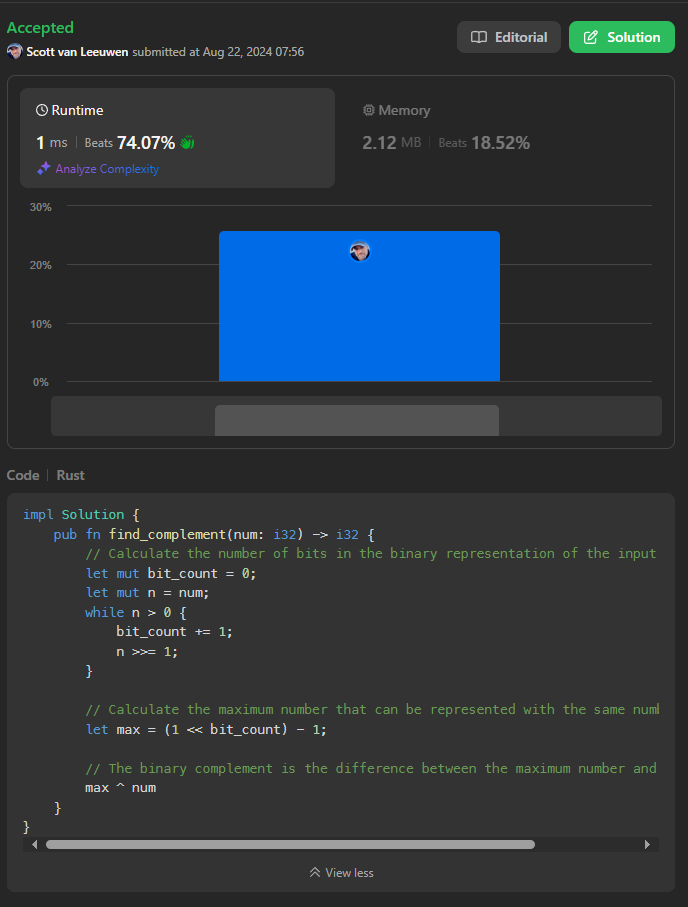 Accepted
Editorial
Solution
Scott van Leeuwen submitted at Aug 22, 2024 07:56
Runtime
Memory
1 ms | Beats 74.07%
2.12 MB | Beats 18.52%
Analyze Complexity
30%
20%
10%
0%
Code | Rust
impl Solution {
    pub fn find_complement(num: i32) -> i32 {
        // Calculate the number of bits in the binary representation of the input
        let mut bit_count = 0;
        let mut n = num;
        while n > 0 {
            bit_count += 1;
            n >>= 1;
        }
        // Calculate the maximum number that can be represented with the same
        let max = (1 << bit_count) - 1;
        // The binary complement is the difference between the maximum number and
        max ^ num
    }
}
View less